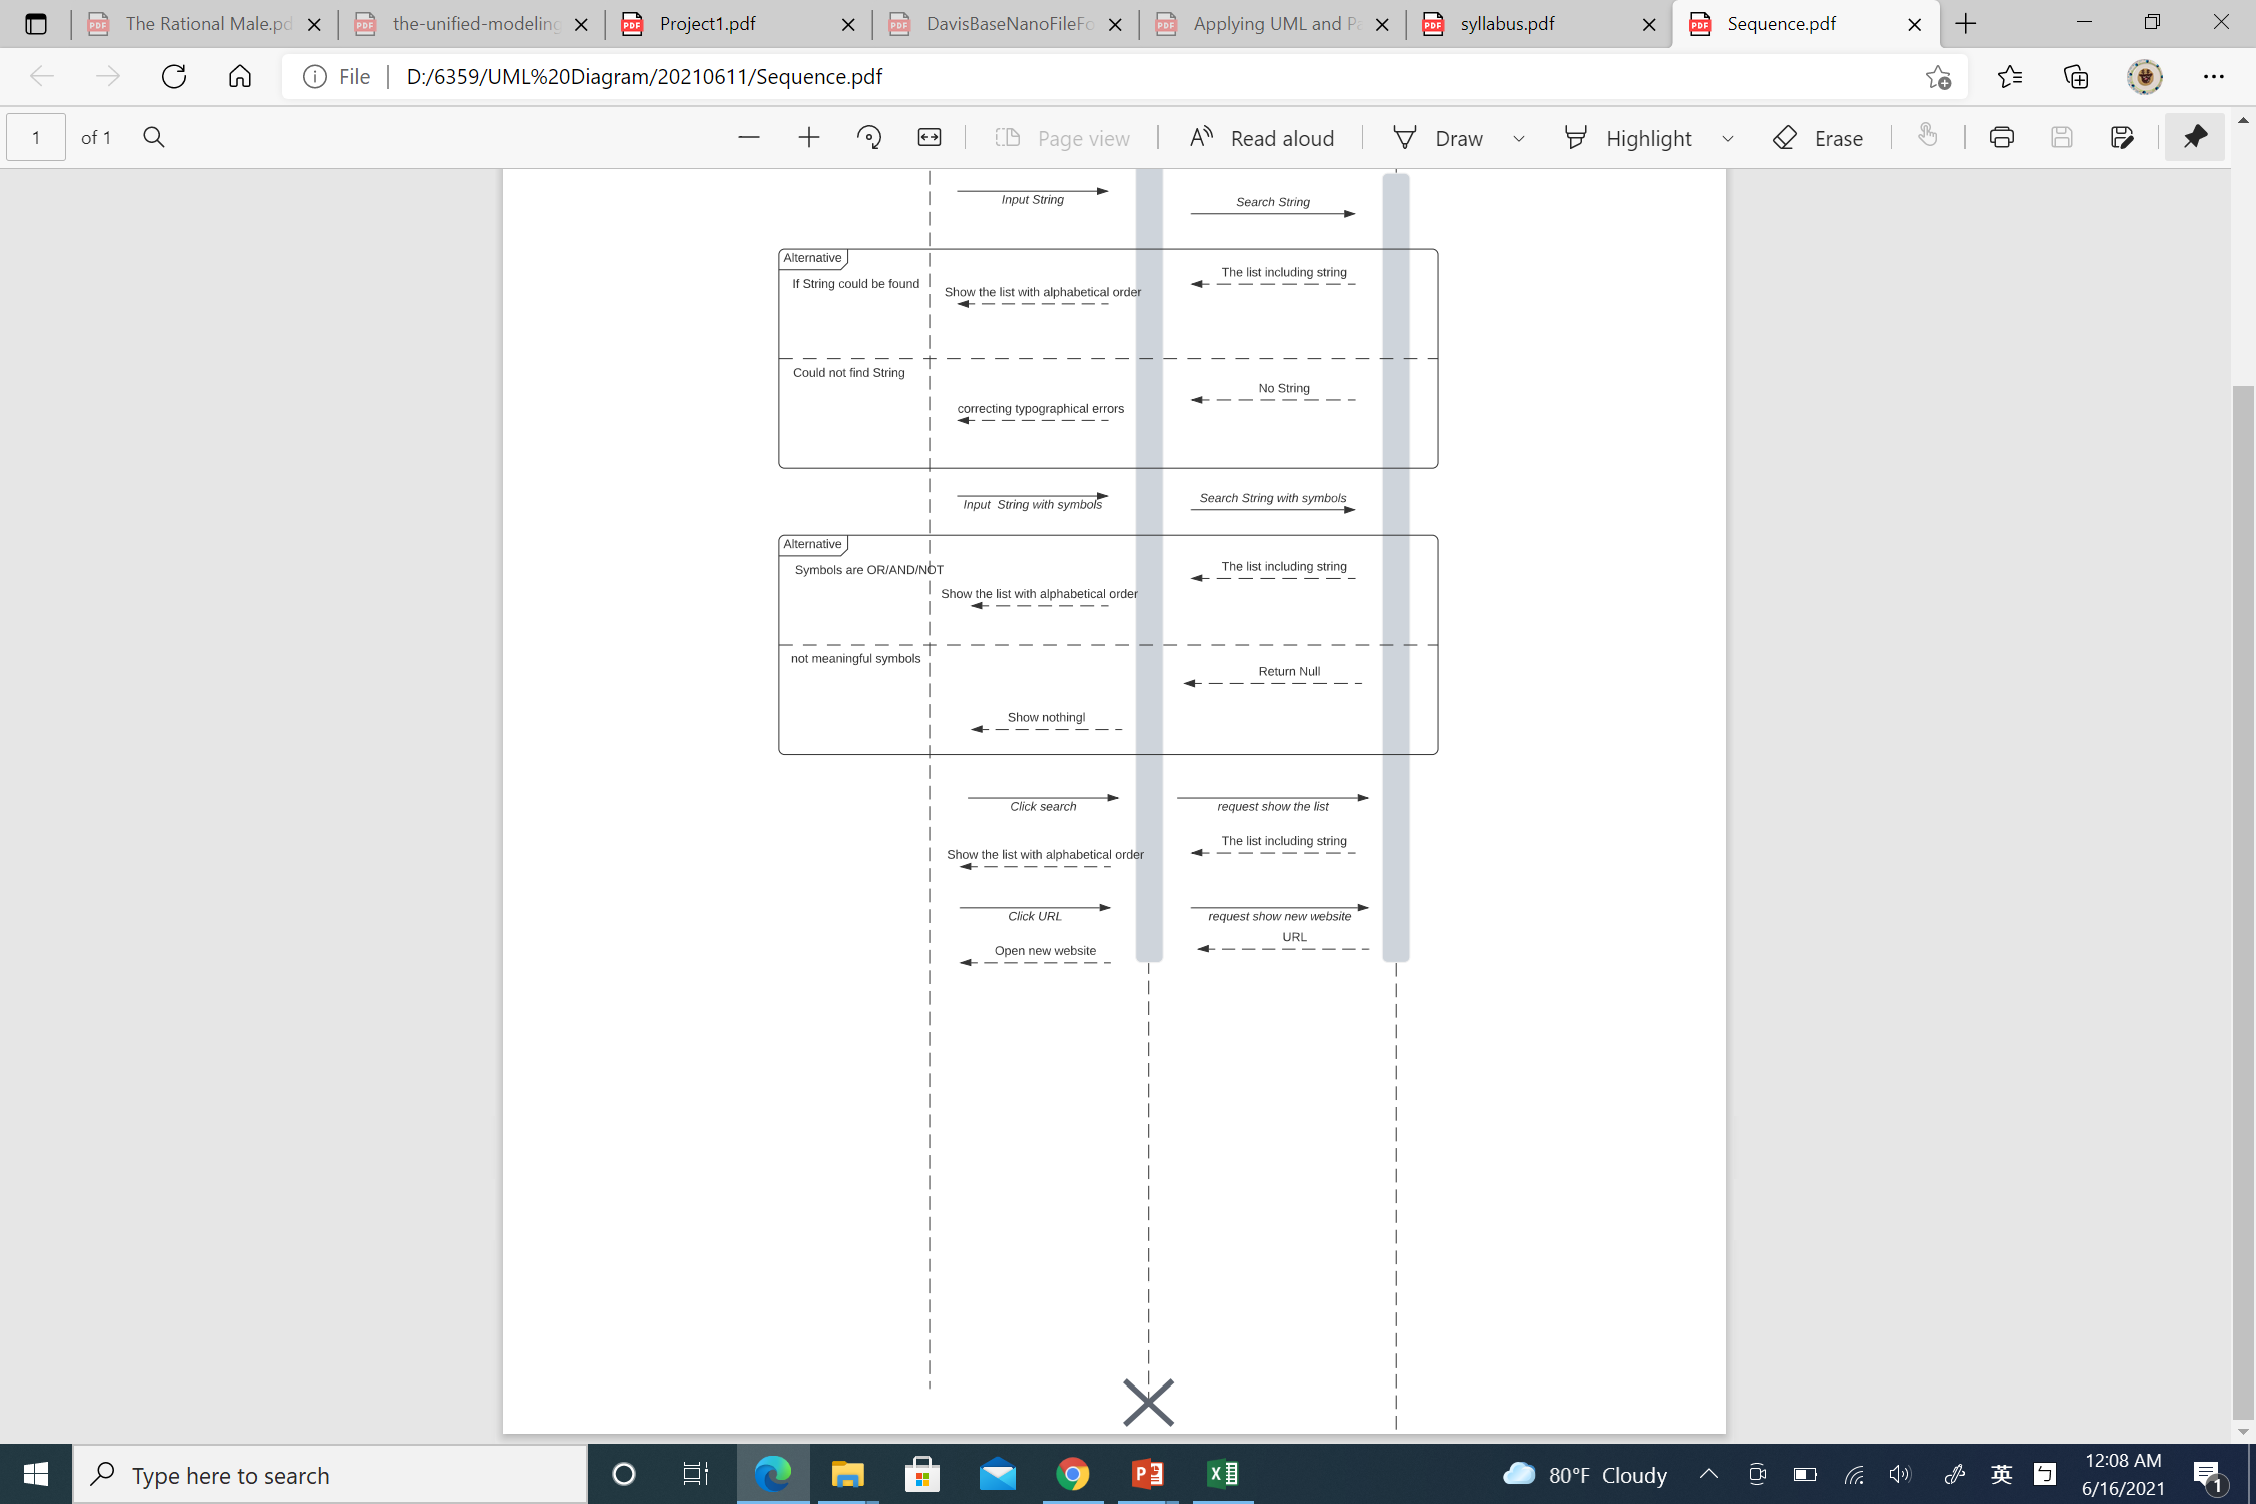 The Rational Male.pd
the-unified-modeling
Project1.pdf
DavisBaseNanoFileFo
Applying UML and Pa
syllabus.pdf
Sequence.pdf
File
D:/6359/UML%20Diagram/20210611/Sequence.pdf
1 of 1
Page view
Read aloud
Draw
Highlight
Erase
Input String
Search String
Alternative
If String could be found
The list including string
Show the list with alphabetical order
Could not find String
No String
correcting typographical errors
Input  String with symbols
Search String with symbols
Alternative
Symbols are OR/AND/NOT
The list including string
Show the list with alphabetical order
not meaningful symbols
Return Null
Show nothingl
Click search
request show the list
The list including string
Show the list with alphabetical order
Click URL
request show new website
URL
Open new website
Type here to search
80°F Cloudy
英
ㄅ
12:08 AM
6/16/2021
1